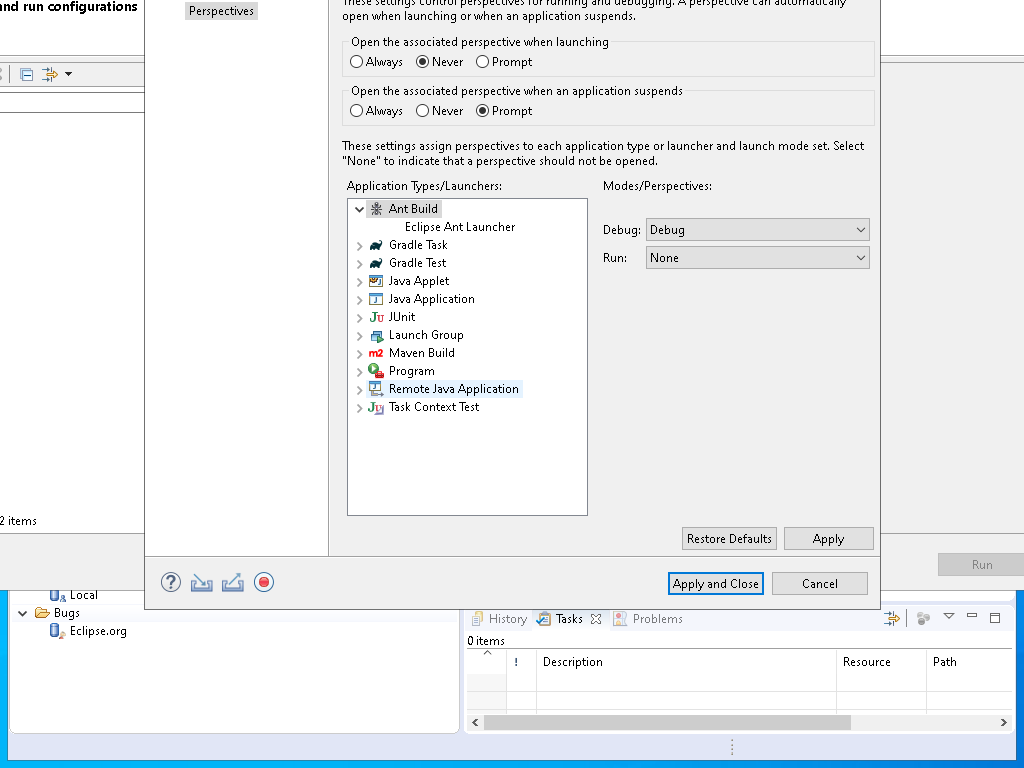 and run configurations
Perspectives
These settings control perspectives for running and debugging. A perspective can automatically
open when launching or when an application suspends.
Open the associated perspective when launching
Always Never Prompt
Open the associated perspective when an application suspends
Always Never Prompt
These settings assign perspectives to each application type or launcher and launch mode set. Select
"None" to indicate that a perspective should not be opened.
Application Types/Launchers:
Modes/Perspectives:
Ant Build
Eclipse Ant Launcher
Gradle Task
Gradle Test
Java Applet
Java Application
JUnit
Launch Group
m2 Maven Build
Program
Remote Java Application
Task Context Test
Debug: Debug
Run: None
2 items
Restore Defaults Apply
Run
Apply and Close Cancel
Local
Bugs
Eclipse.org
History Tasks Problems
0 items
! Description Resource Path